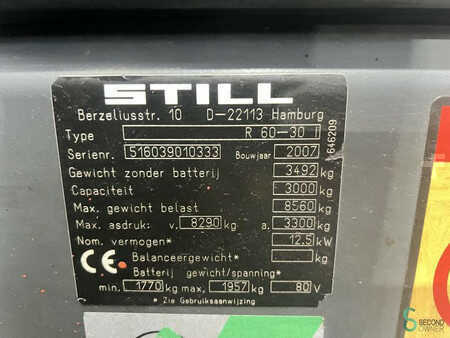 STILL
Berzeliusstr. 10 D-22113 Hamburg
Type R 60-30 I
Serienr. 516039010333 Bouwjaar 2007
Gewicht zonder batterij 3492 kg
Capaciteit 3000 kg
Max. gewicht belast 8560 kg
Max. asdruk: v. 8290 kg a. 3300 kg
Nom. vermogen* 12.5 kW
CE Balanceergewicht* kg
Batterij gewicht/spanning*
min. 1770 kg max. 1957 kg 80 V
* Zie Gebruiksaanwijzing
646209
SECOND
OWNER